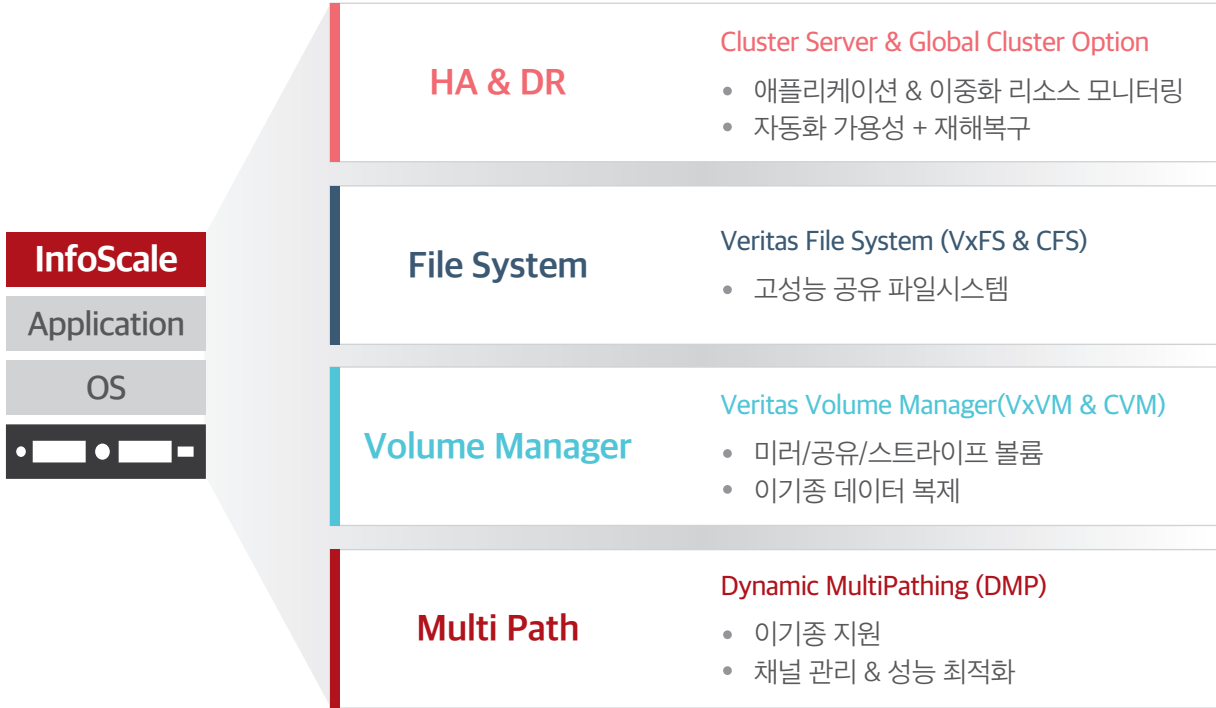 InfoScale
Application
OS
HA & DR
Cluster Server & Global Cluster Option
• 애플리케이션 & 이중화 리소스 모니터링
• 자동화 가용성 + 재해복구
File System
Veritas File System (VxFS & CFS)
• 고성능 공유 파일시스템
Volume Manager
Veritas Volume Manager(VxVM & CVM)
• 미러/공유/스트라이프 볼륨
• 이기종 데이터 복제
Multi Path
Dynamic MultiPathing (DMP)
• 이기종 지원
• 채널 관리 & 성능 최적화